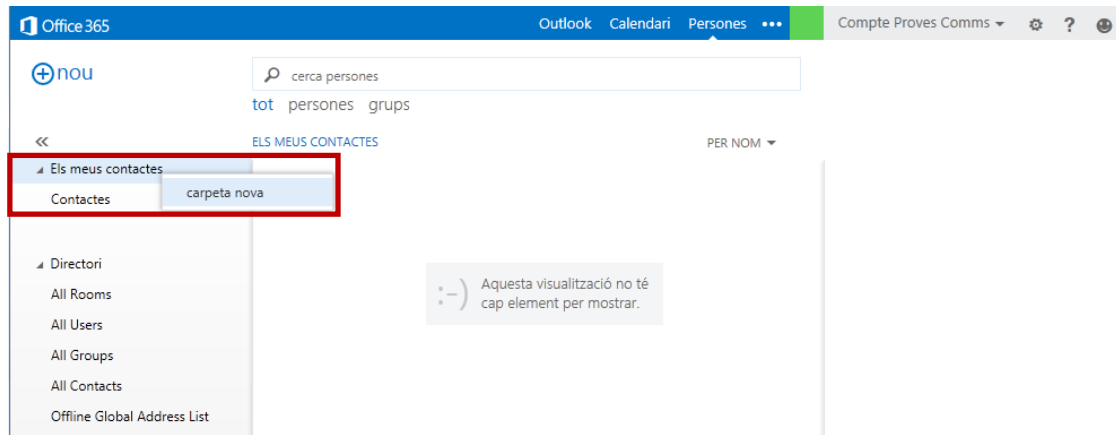 Office 365
Outlook Calendari Persones •••
Compte Proves Comms ?
nou
cerca persones
tot persones grups
ELS MEUS CONTACTES PER NOM
Els meus contactes
carpeta nova
Contactes
Directori
All Rooms
All Users
All Groups
All Contacts
Offline Global Address List
:-) Aquesta visualització no té
cap element per mostrar.